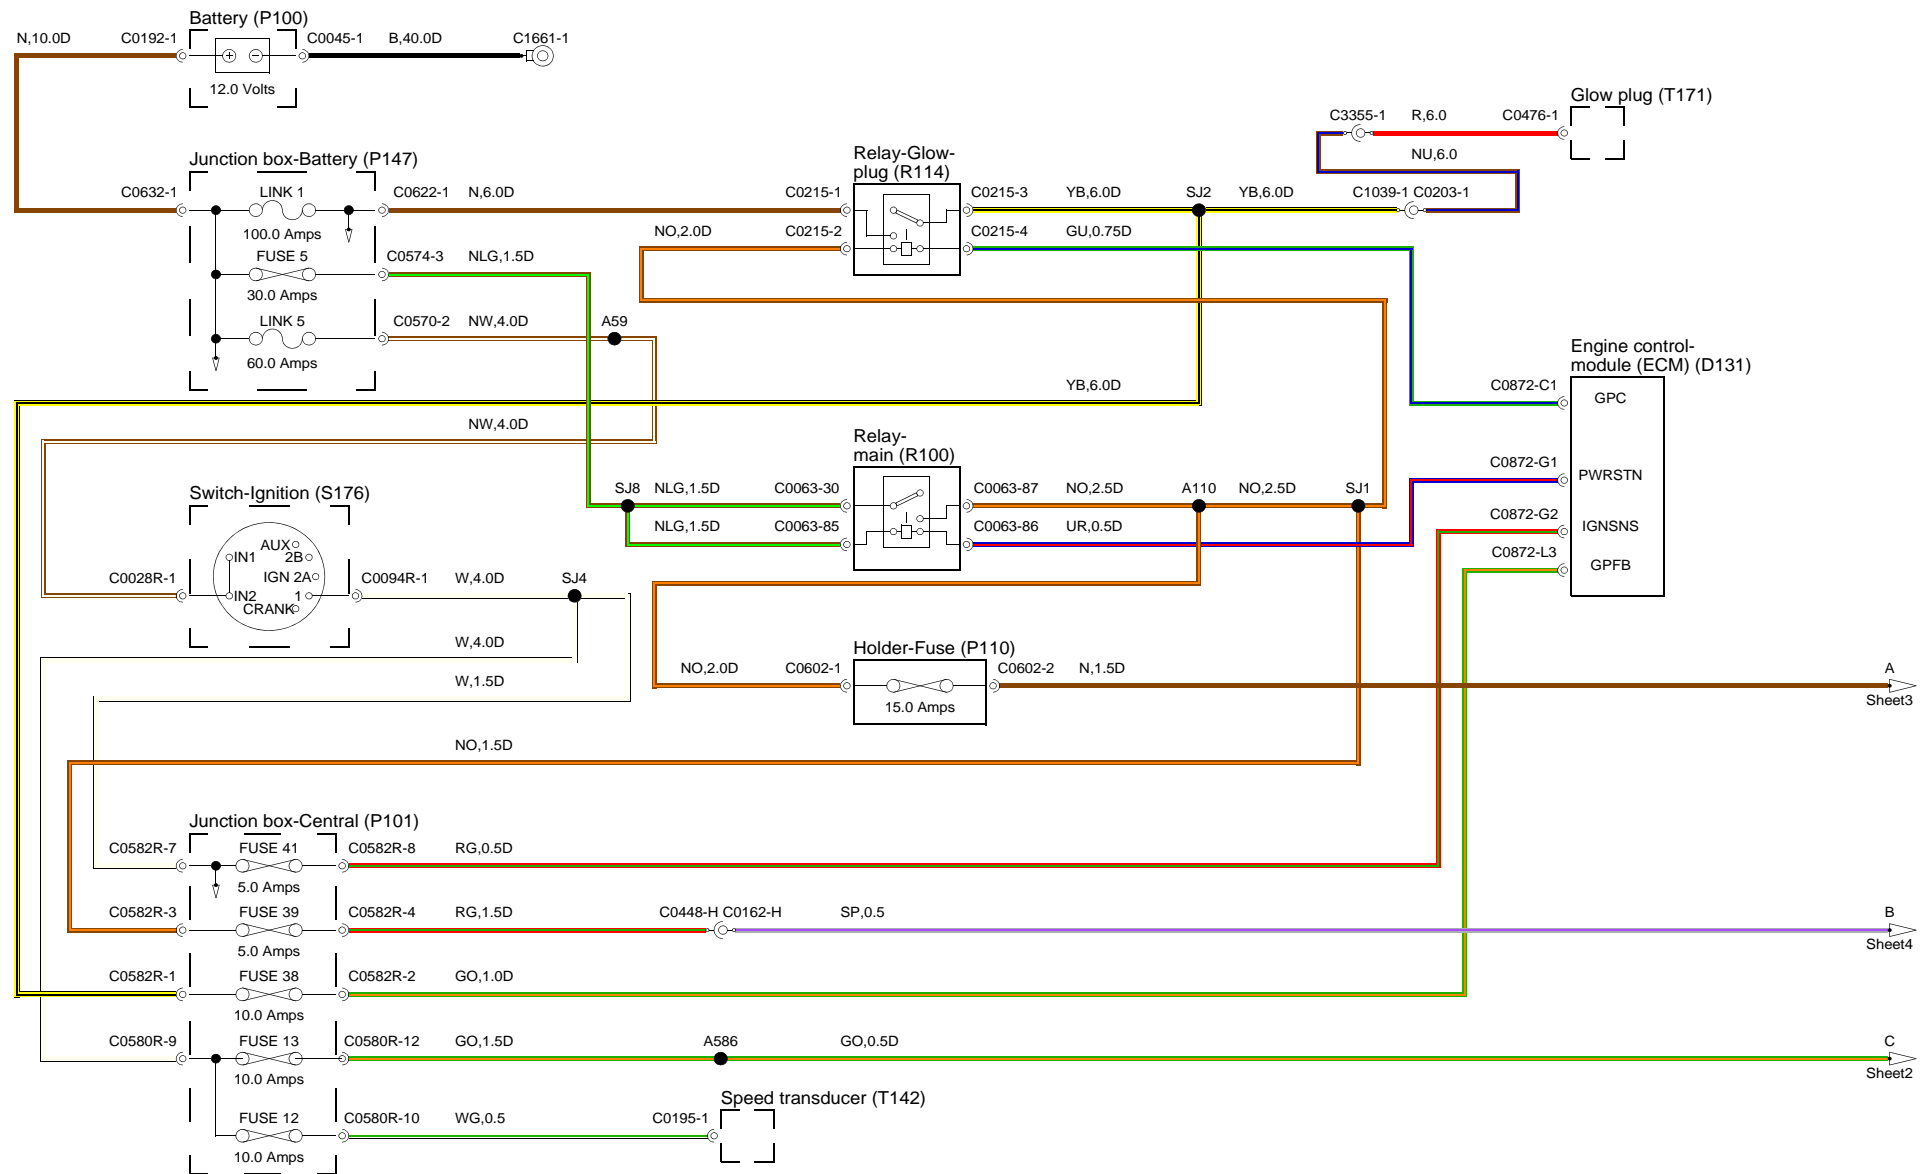 Battery (P100)
N,10.0D
C0192-1
C0045-1
B,40.0D
C1661-1
12.0 Volts
Glow plug (T171)
C3355-1
R,6.0
C0476-1
NU,6.0
Junction box-Battery (P147)
Relay-Glow-
plug (R114)
C0632-1
LINK 1
C0622-1
N,6.0D
C0215-1
C0215-3
YB,6.0D
SJ2
YB,6.0D
C1039-1 C0203-1
100.0 Amps
NO,2.0D
C0215-2
C0215-4
GU,0.75D
FUSE 5
C0574-3
NLG,1.5D
30.0 Amps
LINK 5
C0570-2
NW,4.0D
A59
60.0 Amps
Engine control-
module (ECM) (D131)
YB,6.0D
C0872-C1
GPC
NW,4.0D
Relay-
main (R100)
C0872-G1
PWRSTN
Switch-Ignition (S176)
SJ8
NLG,1.5D
C0063-30
C0063-87
NO,2.5D
A110
NO,2.5D
SJ1
C0872-G2
IGNSNS
NLG,1.5D
C0063-85
C0063-86
UR,0.5D
AUX
IN1
2B
C0872-L3
GPFB
IGN 2A
C0028R-1
IN2
1
C0094R-1
W,4.0D
SJ4
CRANK
W,4.0D
Holder-Fuse (P110)
W,1.5D
NO,2.0D
C0602-1
C0602-2
N,1.5D
A
15.0 Amps
Sheet3
NO,1.5D
Junction box-Central (P101)
C0582R-7
FUSE 41
C0582R-8
RG,0.5D
5.0 Amps
C0582R-3
FUSE 39
C0582R-4
RG,1.5D
C0448-H C0162-H
SP,0.5
B
5.0 Amps
Sheet4
C0582R-1
FUSE 38
C0582R-2
GO,1.0D
10.0 Amps
C0580R-9
FUSE 13
C0580R-12
GO,1.5D
A586
GO,0.5D
C
10.0 Amps
Sheet2
Speed transducer (T142)
FUSE 12
C0580R-10
WG,0.5
C0195-1
10.0 Amps